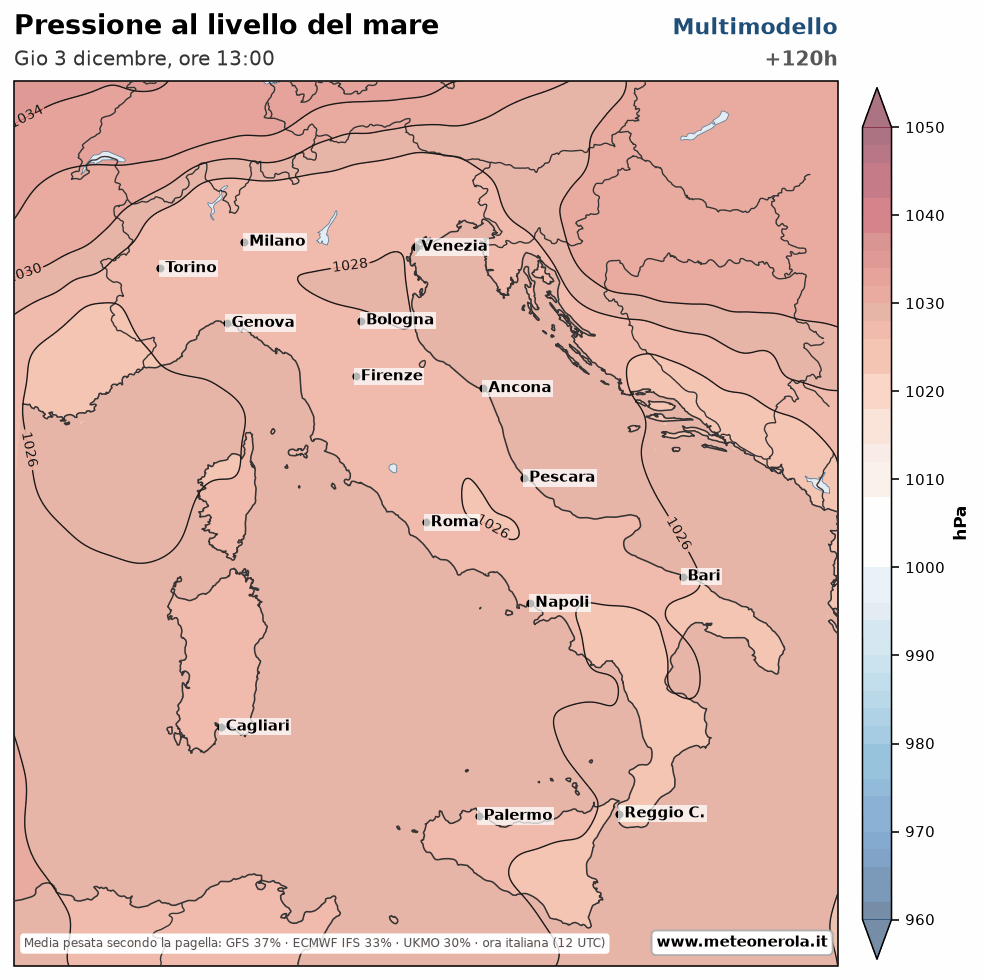 Pressione al livello del mare
Multimodello
Gio 3 dicembre, ore 13:00
+120h
1034
1030
Milano
Venezia
Torino
1028
Genova
Bologna
Firenze
Ancona
1026
Pescara
Roma
1026
1026
Bari
Napoli
Cagliari
Palermo
Reggio C.
1050
1040
1030
1020
1010
1000
990
980
970
960
hPa
Media pesata secondo la pagella: GFS 37% · ECMWF IFS 33% · UKMO 30% · ora italiana (12 UTC)
www.meteonerola.it